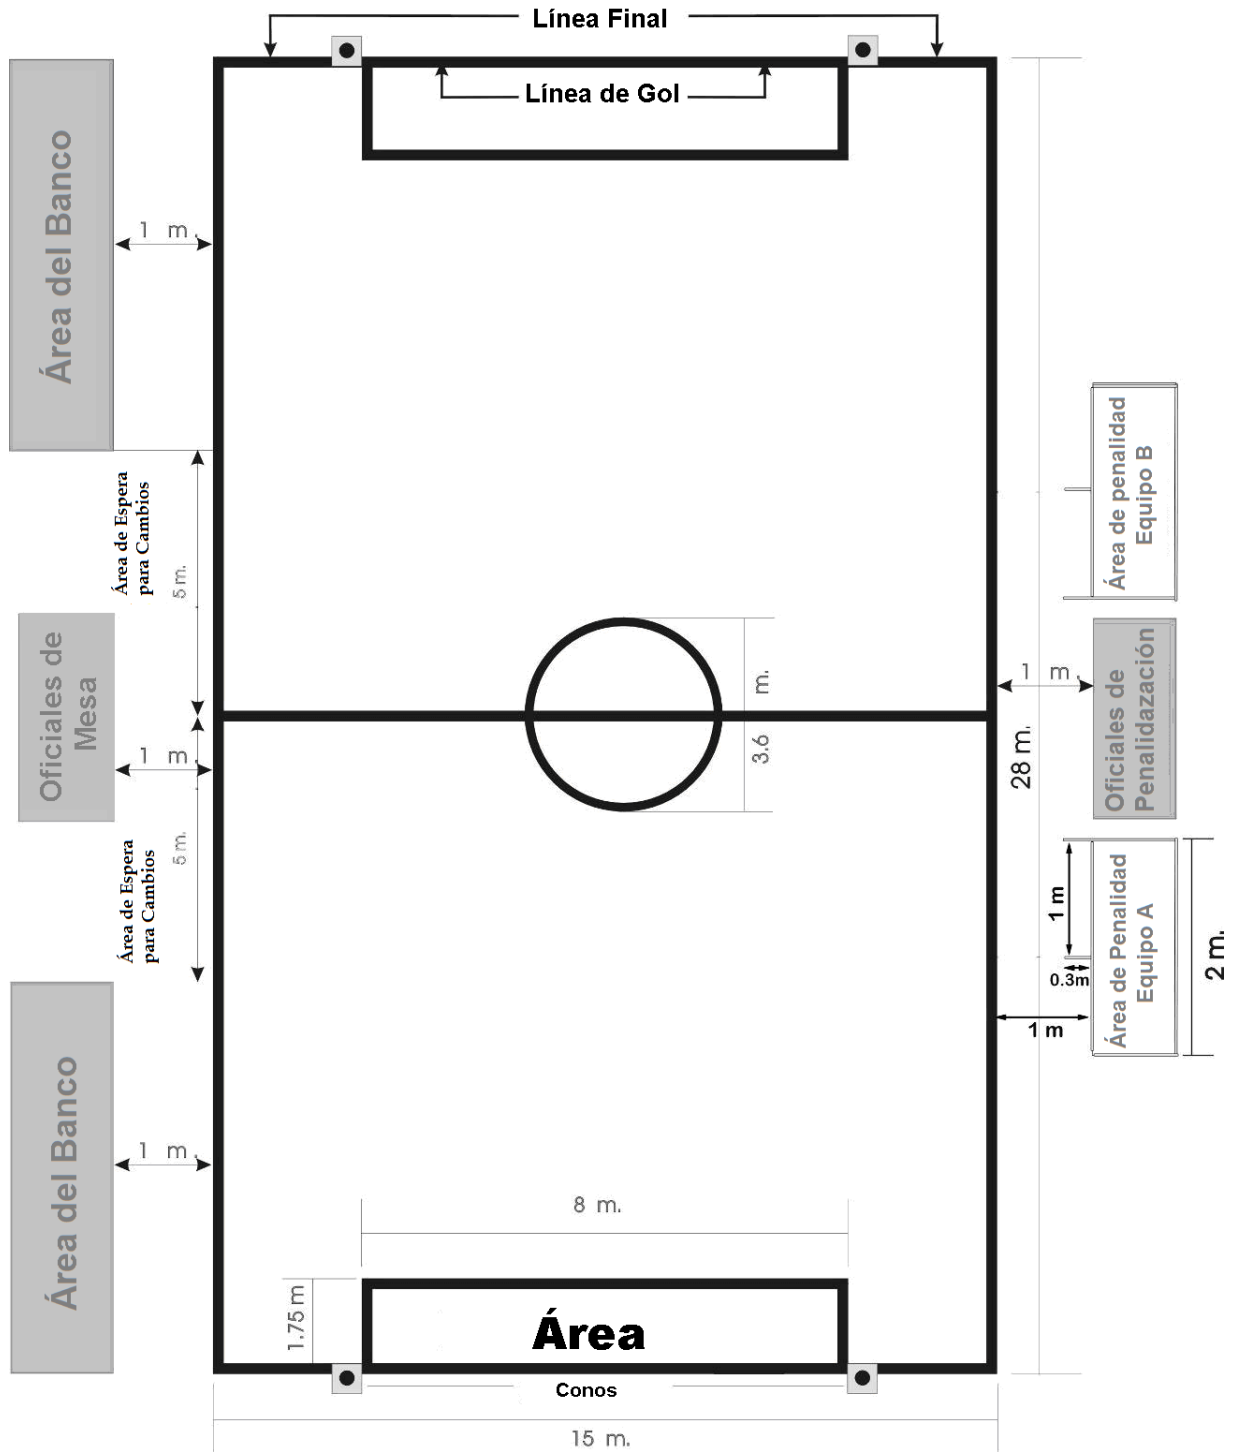 Línea Final
Línea de Gol
Área del Banco
1 m.
Área de Espera
para Cambios
5 m.
Área de penalidad
Equipo B
Oficiales de
Mesa
1 m.
m.
3.6
1 m.
28 m.
Oficiales de
Penalidazación
5 m.
Área de Espera
para Cambios
1 m
0.3m
1 m
Área de Penalidad
Equipo A
2 m.
Área del Banco
1 m.
8 m.
1.75 m
Área
Conos
15 m.